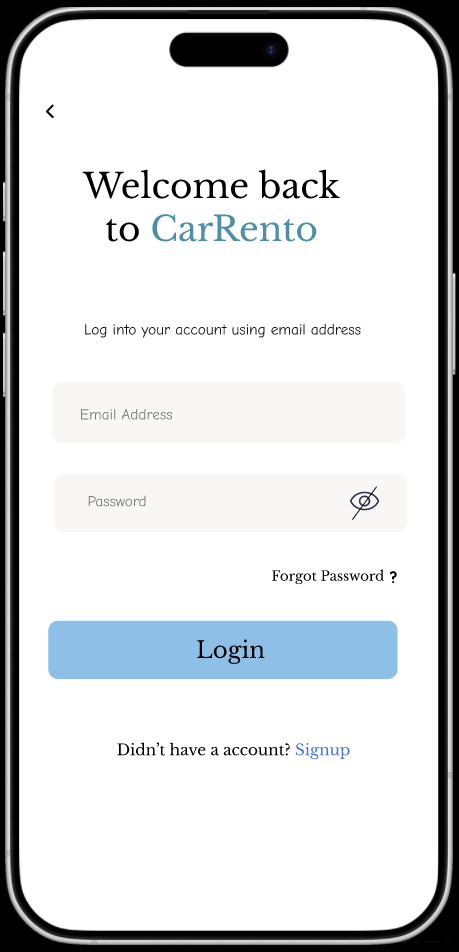 Welcome back
to CarRento
Log into your account using email address
Email Address
Password
Forgot Password ?
Login
Didn’t have a account? Signup